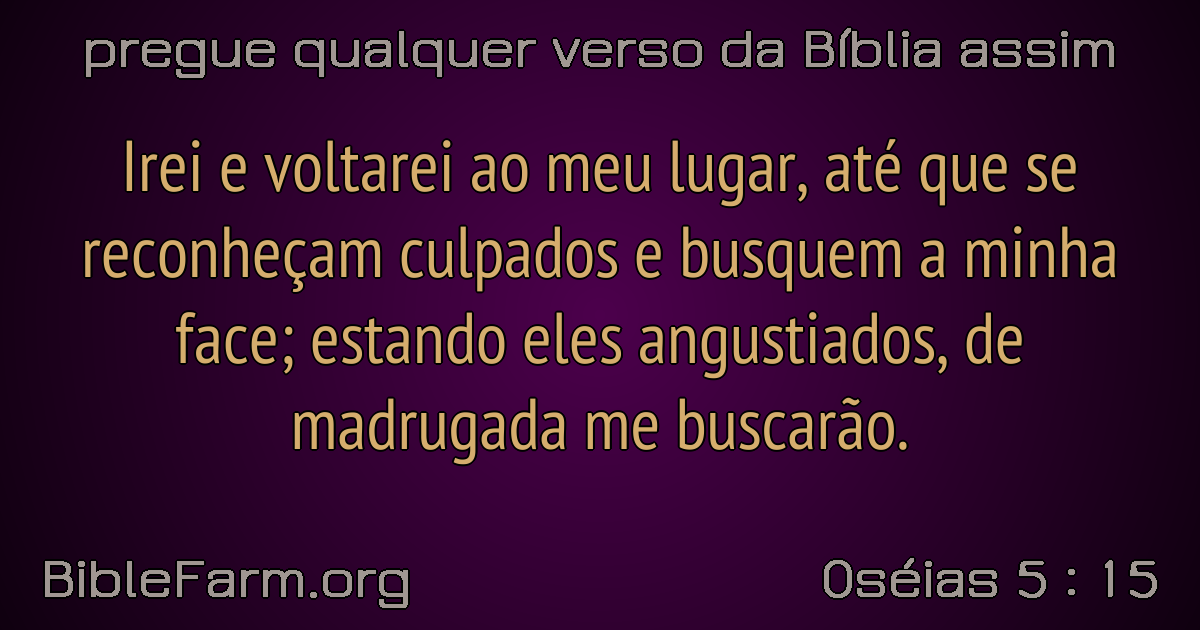 pregue qualquer verso da Bíblia assim
Irei e voltarei ao meu lugar, até que se
reconheçam culpados e busquem a minha
face; estando eles angustiados, de
madrugada me buscarão.
BibleFarm.org
Oséias 5 : 15